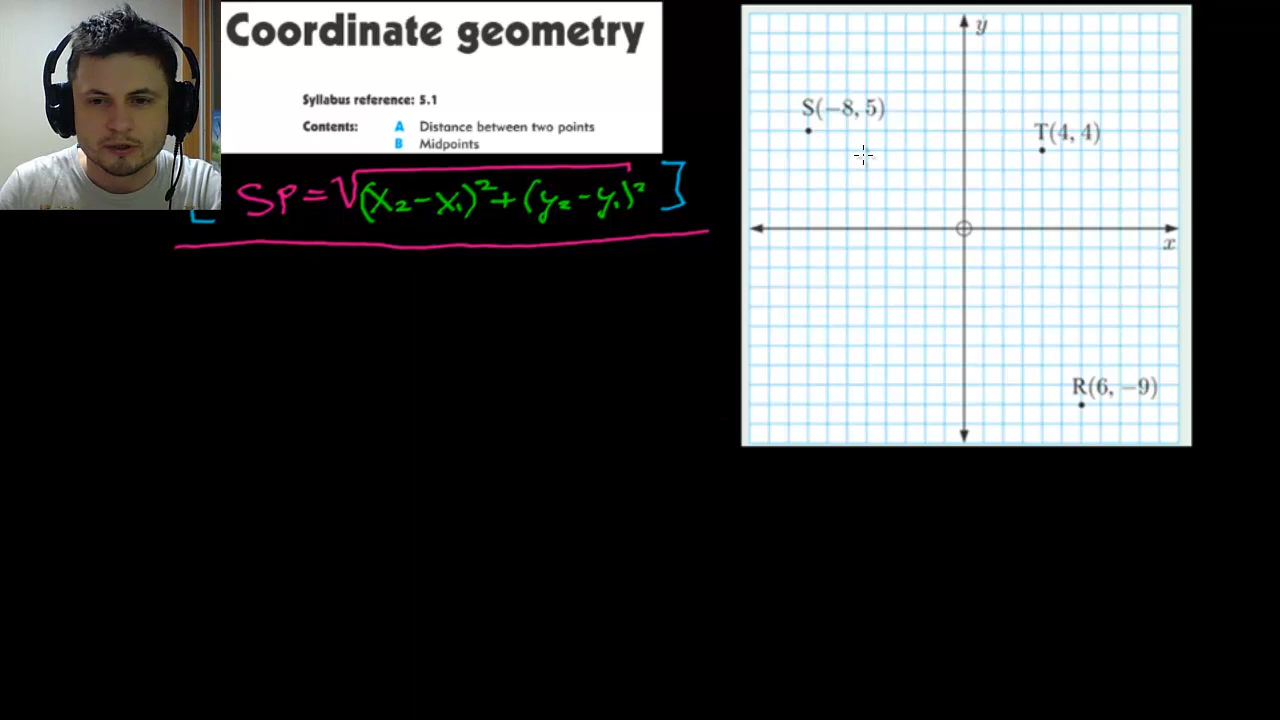 Coordinate geometry
Syllabus reference: 5.1
Contents: A Distance between two points
B Midpoints
[ SP = √(x₂ - x₁)² + (y₂ - y₁)² ]
y
S(−8, 5)
T(4, 4)
x
R(6, −9)